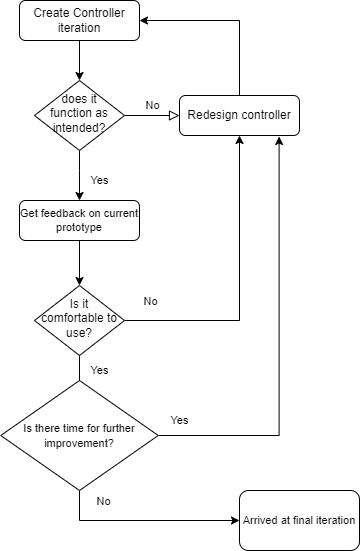 Create Controller
iteration
does it
function as
intended?
No
Redesign controller
Yes
Get feedback on current
prototype
Is it
comfortable to
use?
No
Yes
Is there time for further
improvement?
Yes
No
Arrived at final iteration